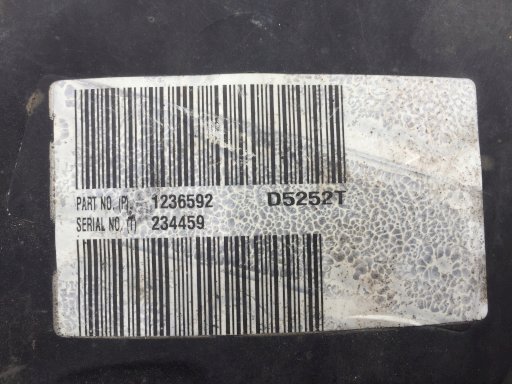 PART NO. (P) 1236592 D5252T
SERIAL NO. (T) 234459